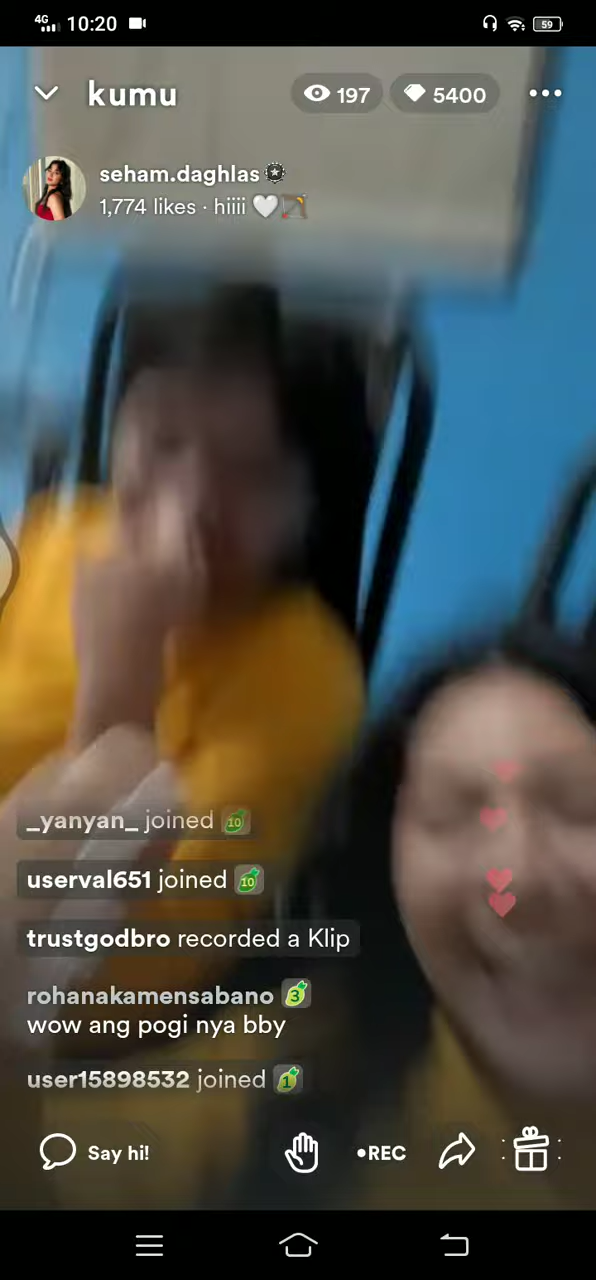 4G 10:20 59
kumu 197 5400
seham.daghlas
1,774 likes · hiiii 🤍🏹
_yanyan_ joined 10
userval651 joined 10
trustgodbro recorded a Klip
rohanakamensabano 3
wow ang pogi nya bby
user15898532 joined 1
Say hi! •REC